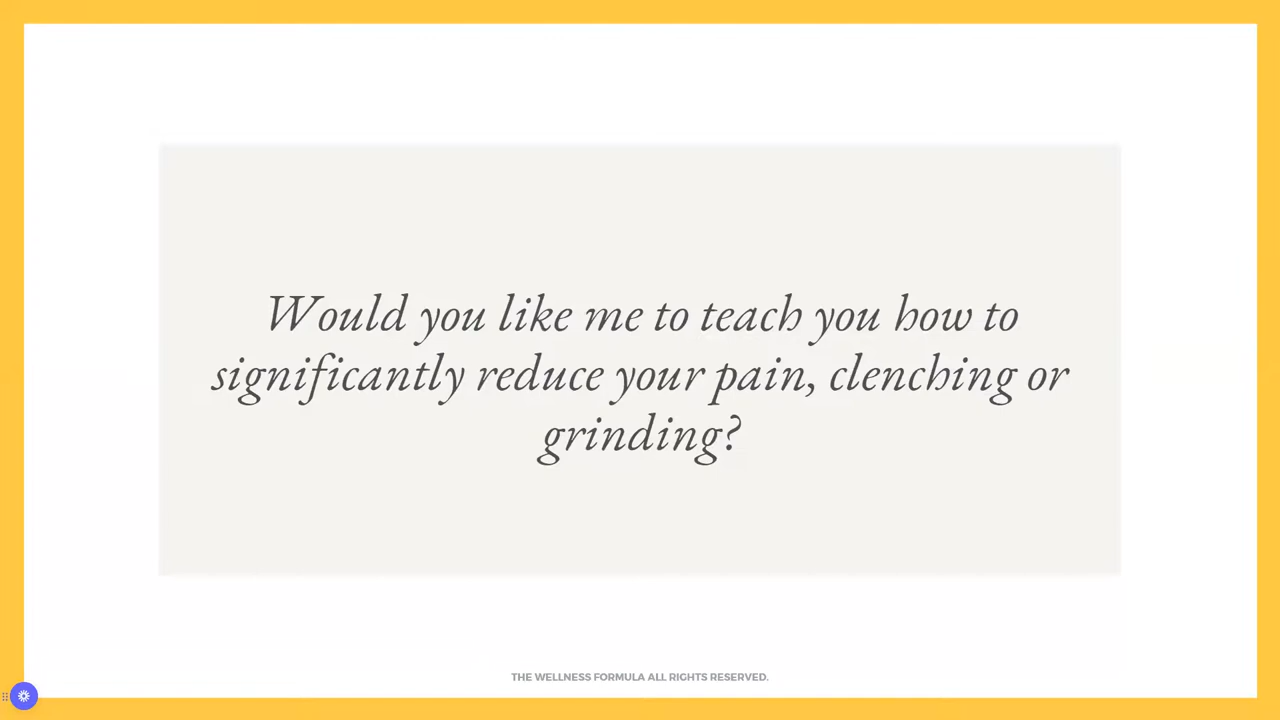 Would you like me to teach you how to
significantly reduce your pain, clenching or
grinding?
THE WELLNESS FORMULA ALL RIGHTS RESERVED.